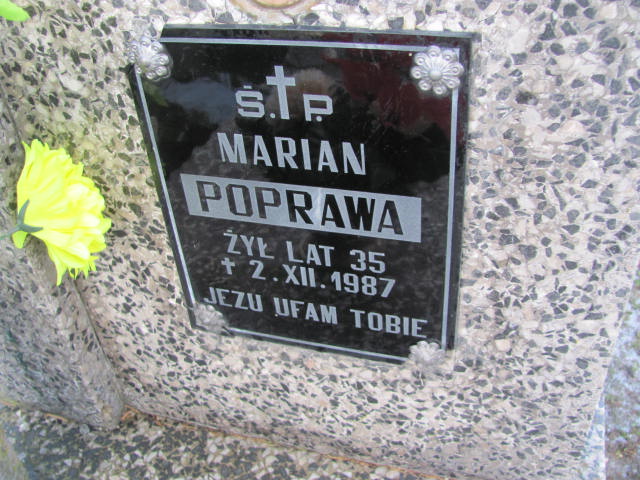 Ś.†P.
MARIAN
POPRAWA
ŻYŁ LAT 35
† 2.XII.1987
JEZU UFAM TOBIE